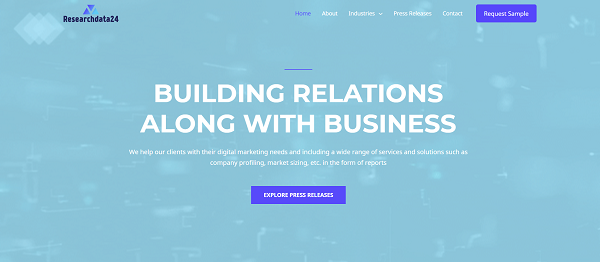 Researchdata24
Home About Industries Press Releases Contact Request Sample
BUILDING RELATIONS
ALONG WITH BUSINESS
We help our clients with their digital marketing needs and including a wide range of services and solutions such as
company profiling, market sizing, etc. in the form of reports
EXPLORE PRESS RELEASES